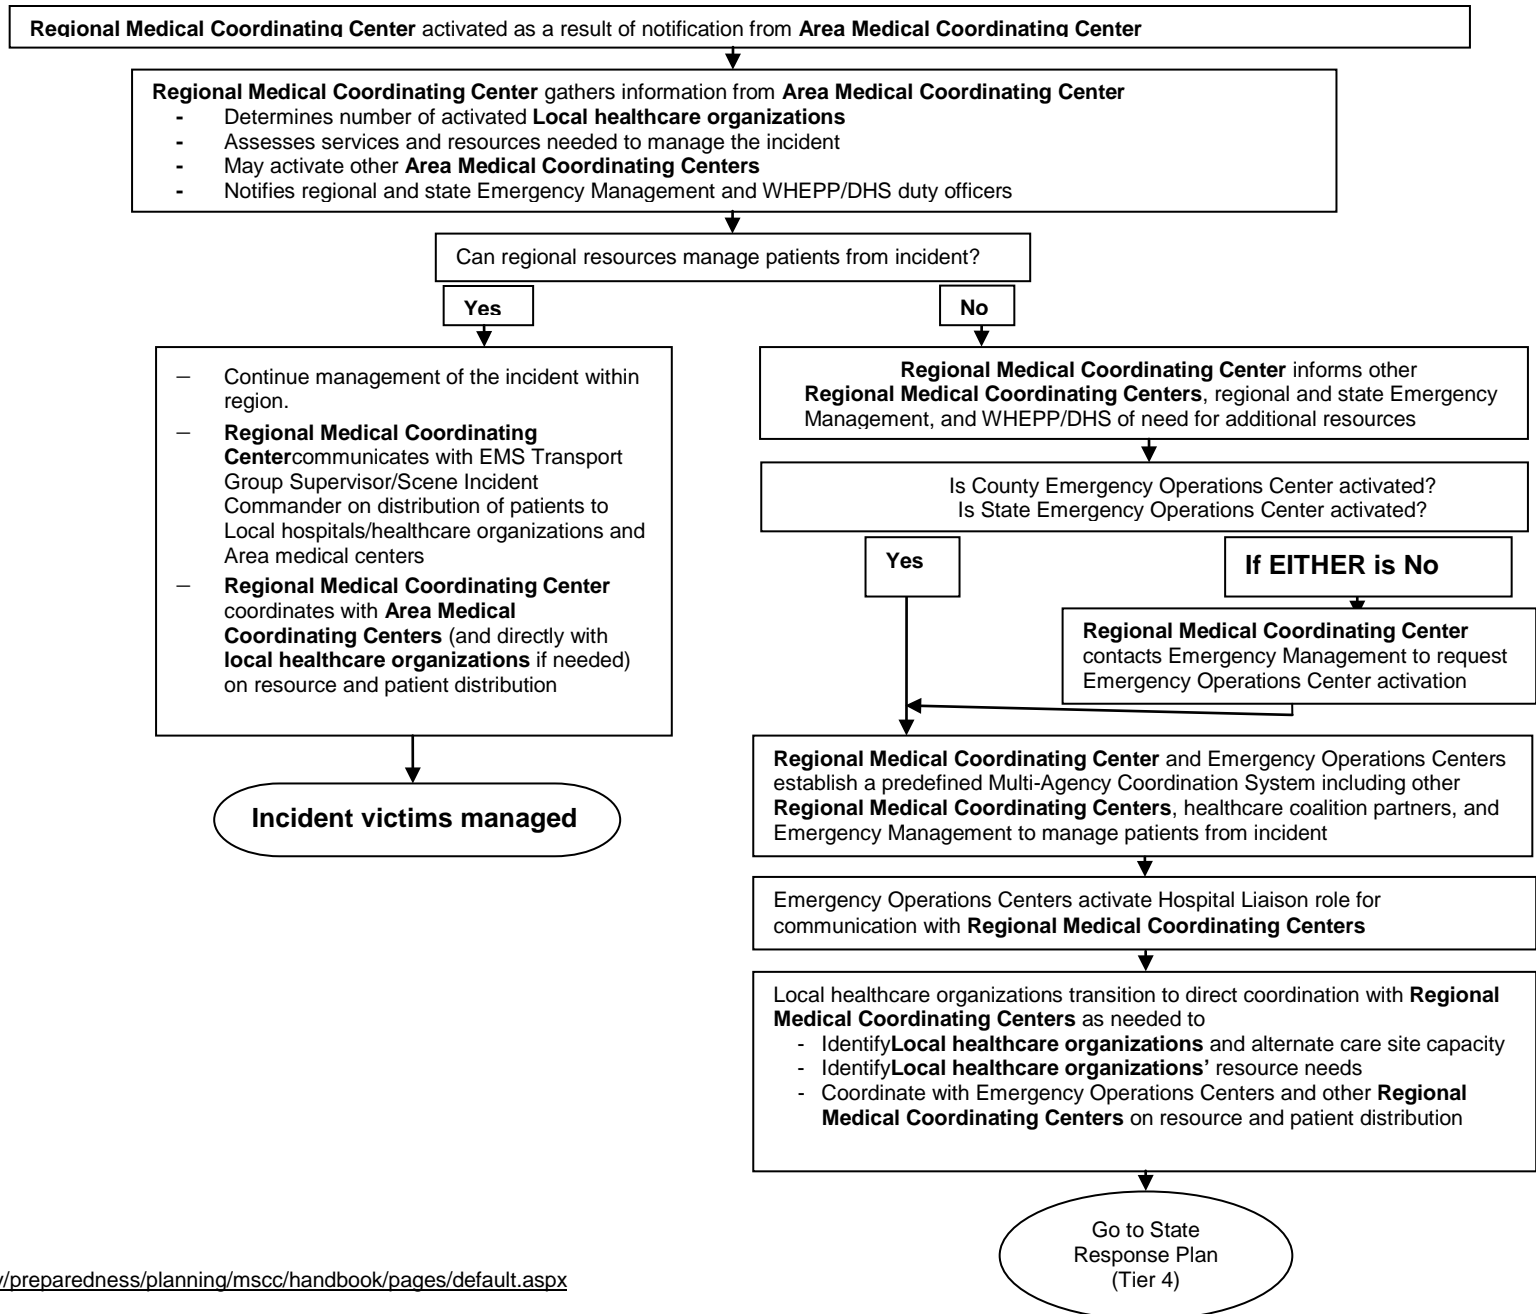 Regional Medical Coordinating Center activated as a result of notification from Area Medical Coordinating Center
Regional Medical Coordinating Center gathers information from Area Medical Coordinating Center
- Determines number of activated Local healthcare organizations
- Assesses services and resources needed to manage the incident
- May activate other Area Medical Coordinating Centers
- Notifies regional and state Emergency Management and WHEPP/DHS duty officers
Can regional resources manage patients from incident?
Yes
No
– Continue management of the incident within
region.
– Regional Medical Coordinating
Centercommunicates with EMS Transport
Group Supervisor/Scene Incident
Commander on distribution of patients to
Local hospitals/healthcare organizations and
Area medical centers
– Regional Medical Coordinating Center
coordinates with Area Medical
Coordinating Centers (and directly with
local healthcare organizations if needed)
on resource and patient distribution
Incident victims managed
Regional Medical Coordinating Center informs other
Regional Medical Coordinating Centers, regional and state Emergency
Management, and WHEPP/DHS of need for additional resources
Is County Emergency Operations Center activated?
Is State Emergency Operations Center activated?
Yes
If EITHER is No
Regional Medical Coordinating Center
contacts Emergency Management to request
Emergency Operations Center activation
Regional Medical Coordinating Center and Emergency Operations Centers
establish a predefined Multi-Agency Coordination System including other
Regional Medical Coordinating Centers, healthcare coalition partners, and
Emergency Management to manage patients from incident
Emergency Operations Centers activate Hospital Liaison role for
communication with Regional Medical Coordinating Centers
Local healthcare organizations transition to direct coordination with Regional
Medical Coordinating Centers as needed to
- IdentifyLocal healthcare organizations and alternate care site capacity
- IdentifyLocal healthcare organizations’ resource needs
- Coordinate with Emergency Operations Centers and other Regional
Medical Coordinating Centers on resource and patient distribution
Go to State
Response Plan
(Tier 4)
/preparedness/planning/mscc/handbook/pages/default.aspx